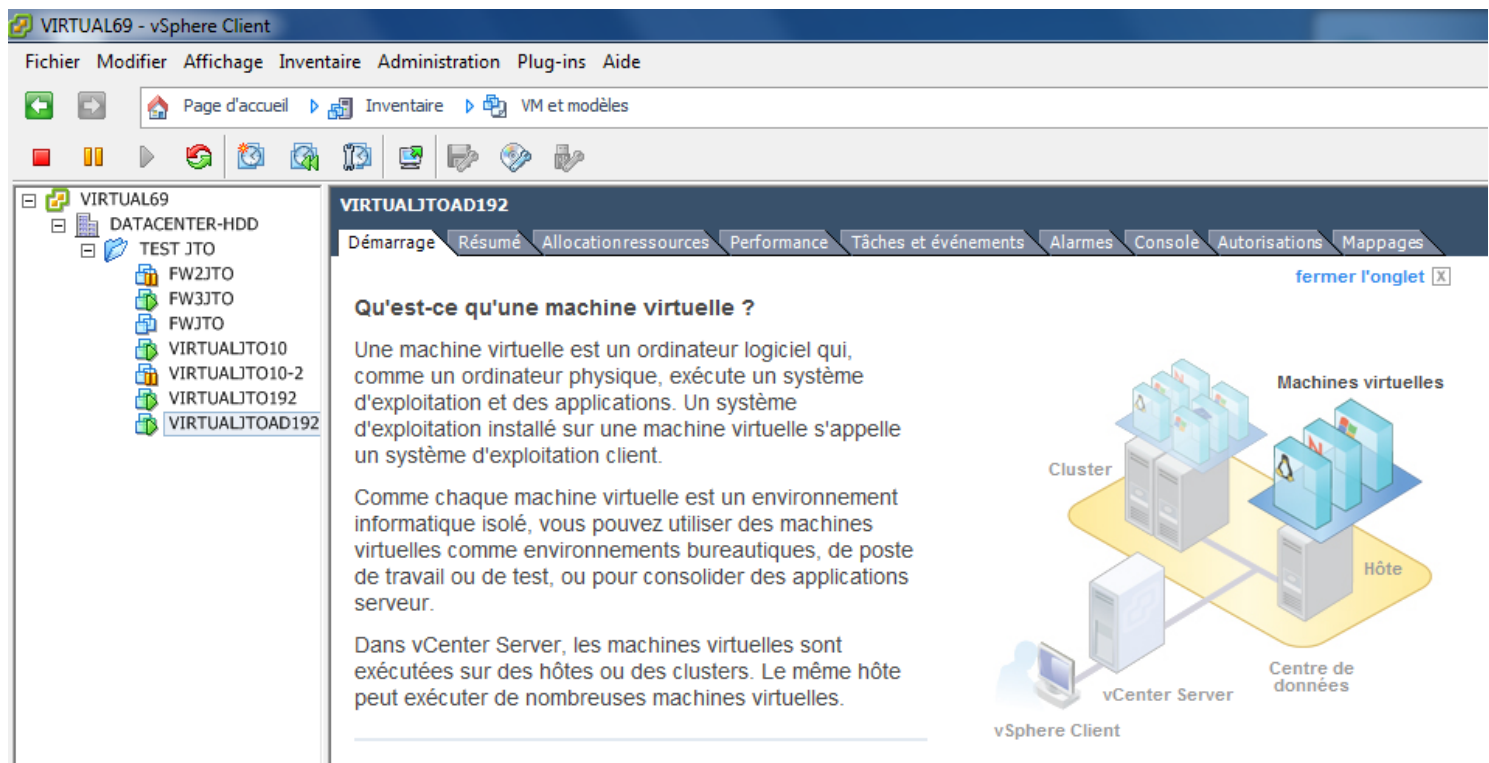 VIRTUAL69 - vSphere Client
Fichier Modifier Affichage Inventaire Administration Plug-ins Aide
Page d'accueil Inventaire VM et modèles
VIRTUAL69
DATACENTER-HDD
TEST JTO
FW2JTO
FW3JTO
FWJTO
VIRTUALJTO10
VIRTUALJTO10-2
VIRTUALJTO192
VIRTUALJTOAD192
VIRTUALJTOAD192
Démarrage Résumé Allocation ressources Performance Tâches et événements Alarmes Console Autorisations Mappages
fermer l'onglet X
Qu'est-ce qu'une machine virtuelle ?
Une machine virtuelle est un ordinateur logiciel qui,
comme un ordinateur physique, exécute un système
d'exploitation et des applications. Un système
d'exploitation installé sur une machine virtuelle s'appelle
un système d'exploitation client.
Comme chaque machine virtuelle est un environnement
informatique isolé, vous pouvez utiliser des machines
virtuelles comme environnements bureautiques, de poste
de travail ou de test, ou pour consolider des applications
serveur.
Dans vCenter Server, les machines virtuelles sont
exécutées sur des hôtes ou des clusters. Le même hôte
peut exécuter de nombreuses machines virtuelles.
Machines virtuelles
Cluster
Hôte
Centre de
données
vCenter Server
vSphere Client